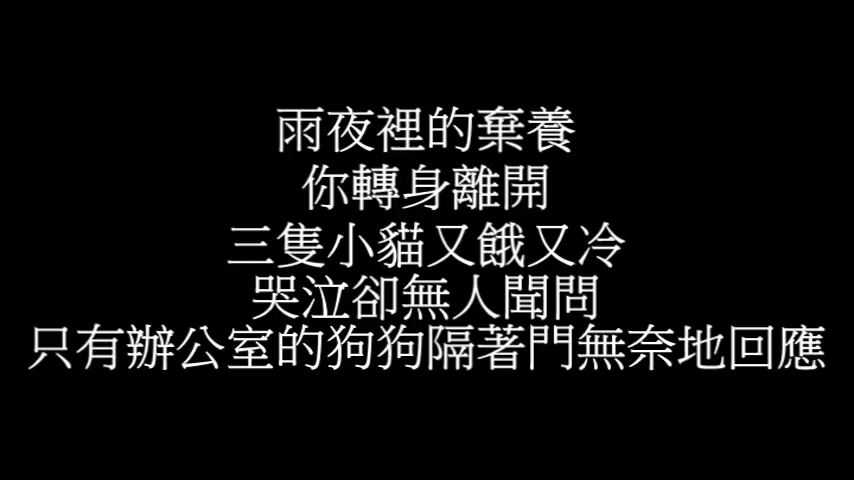 雨夜裡的棄養
你轉身離開
三隻小貓又餓又冷
哭泣卻無人聞問
只有辦公室的狗狗隔著門無奈地回應